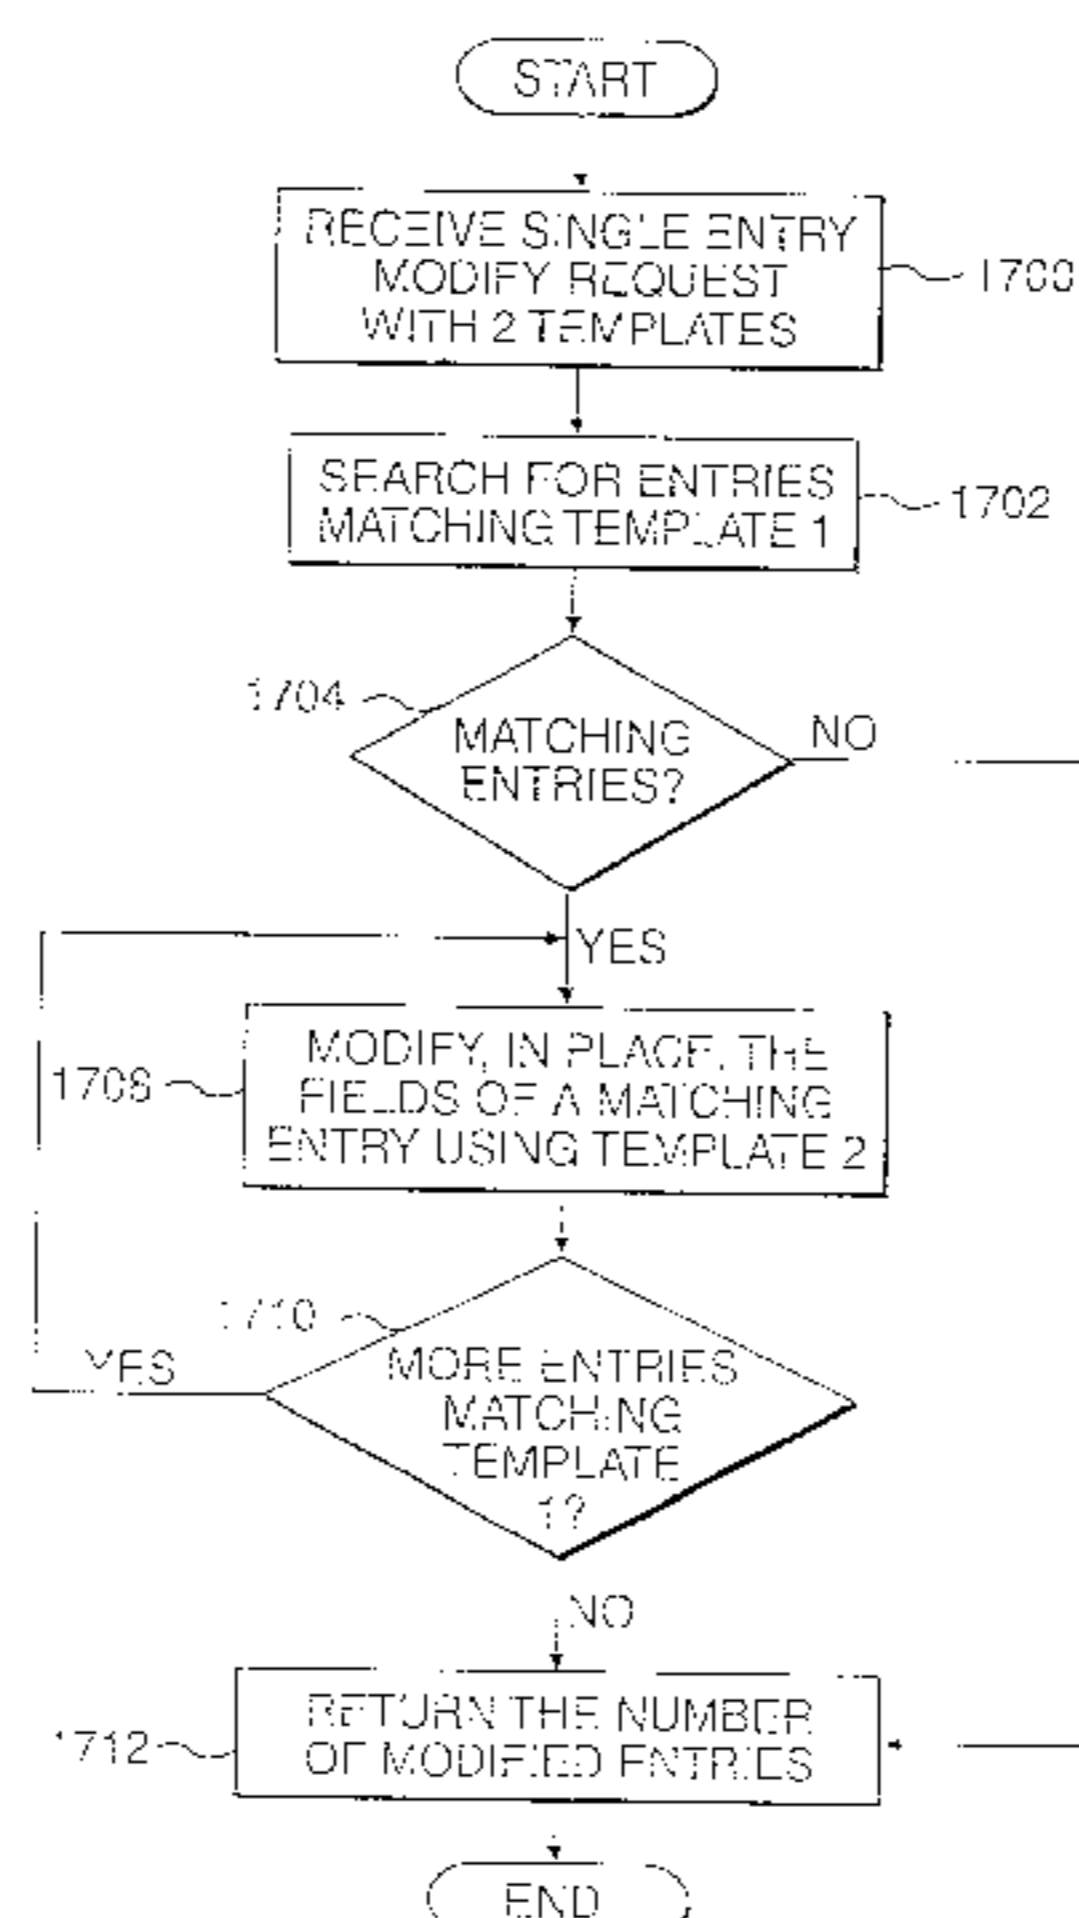 START
RECEIVE SINGLE ENTRY
MODIFY REQUEST
WITH 2 TEMPLATES
1700
SEARCH FOR ENTRIES
MATCHING TEMPLATE 1
1702
1704
MATCHING
ENTRIES?
NO
YES
MODIFY, IN PLACE, THE
FIELDS OF A MATCHING
ENTRY USING TEMPLATE 2
1708
1710
MORE ENTRIES
MATCHING
TEMPLATE
1?
YES
NO
RETURN THE NUMBER
OF MODIFIED ENTRIES
1712
END